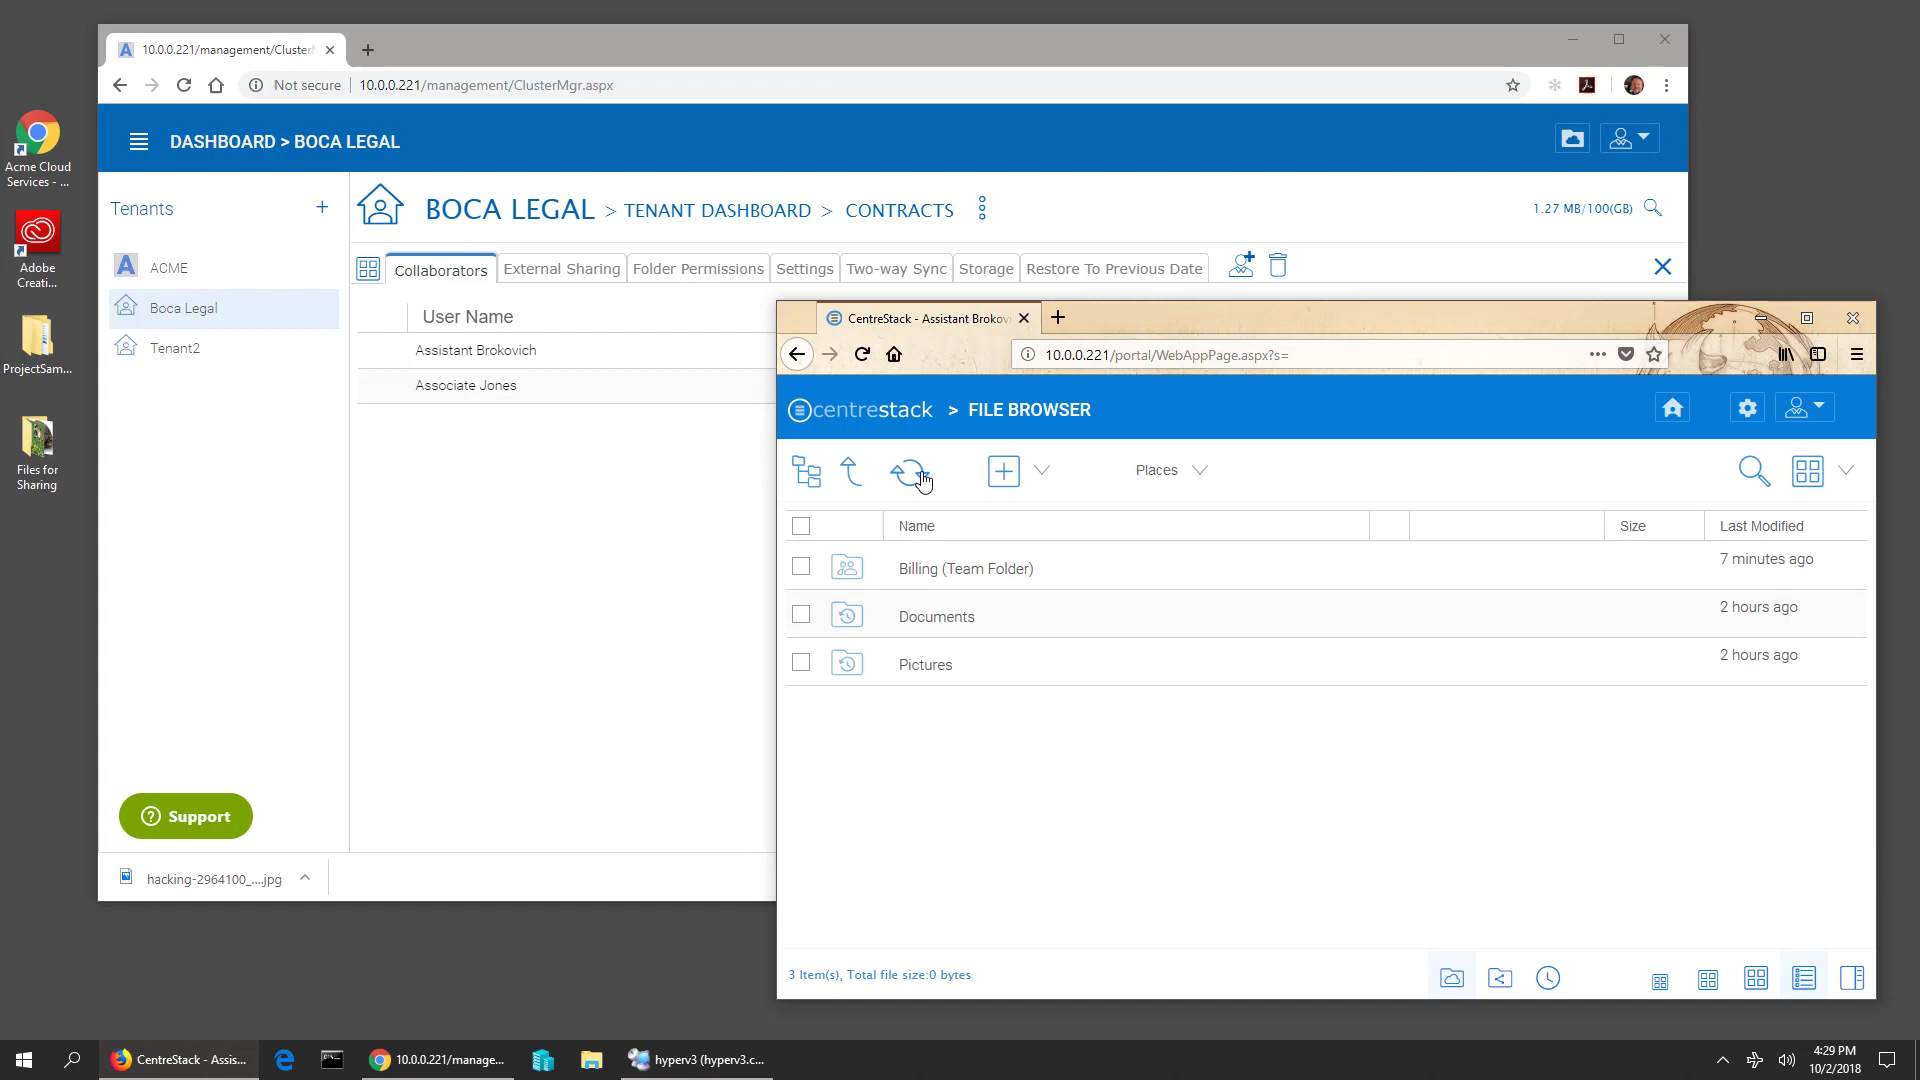 10.0.0.221/management/Cluster
Not secure
10.0.0.221/management/ClusterMgr.aspx
DASHBOARD > BOCA LEGAL
Acme Cloud
Services - ...
Adobe
Creati...
ProjectSam...
Files for
Sharing
Tenants
ACME
Boca Legal
Tenant2
Support
BOCA LEGAL > TENANT DASHBOARD > CONTRACTS
1.27 MB/100(GB)
Collaborators
External Sharing
Folder Permissions
Settings
Two-way Sync
Storage
Restore To Previous Date
User Name
Assistant Brokovich
Associate Jones
hacking-2964100_....jpg
CentreStack - Assistant Brokov
10.0.0.221/portal/WebAppPage.aspx?s=
centrestack > FILE BROWSER
Places
Name
Size
Last Modified
Billing (Team Folder)
7 minutes ago
Documents
2 hours ago
Pictures
2 hours ago
3 Item(s), Total file size:0 bytes
CentreStack - Assis...
10.0.0.221/manage...
hyperv3 (hyperv3.c...
4:29 PM
10/2/2018